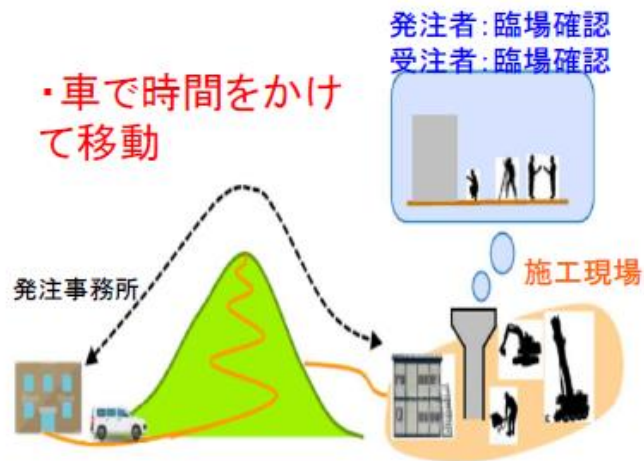 発注者:臨場確認
受注者:臨場確認
・車で時間をかけ
て移動
施工現場
発注事務所